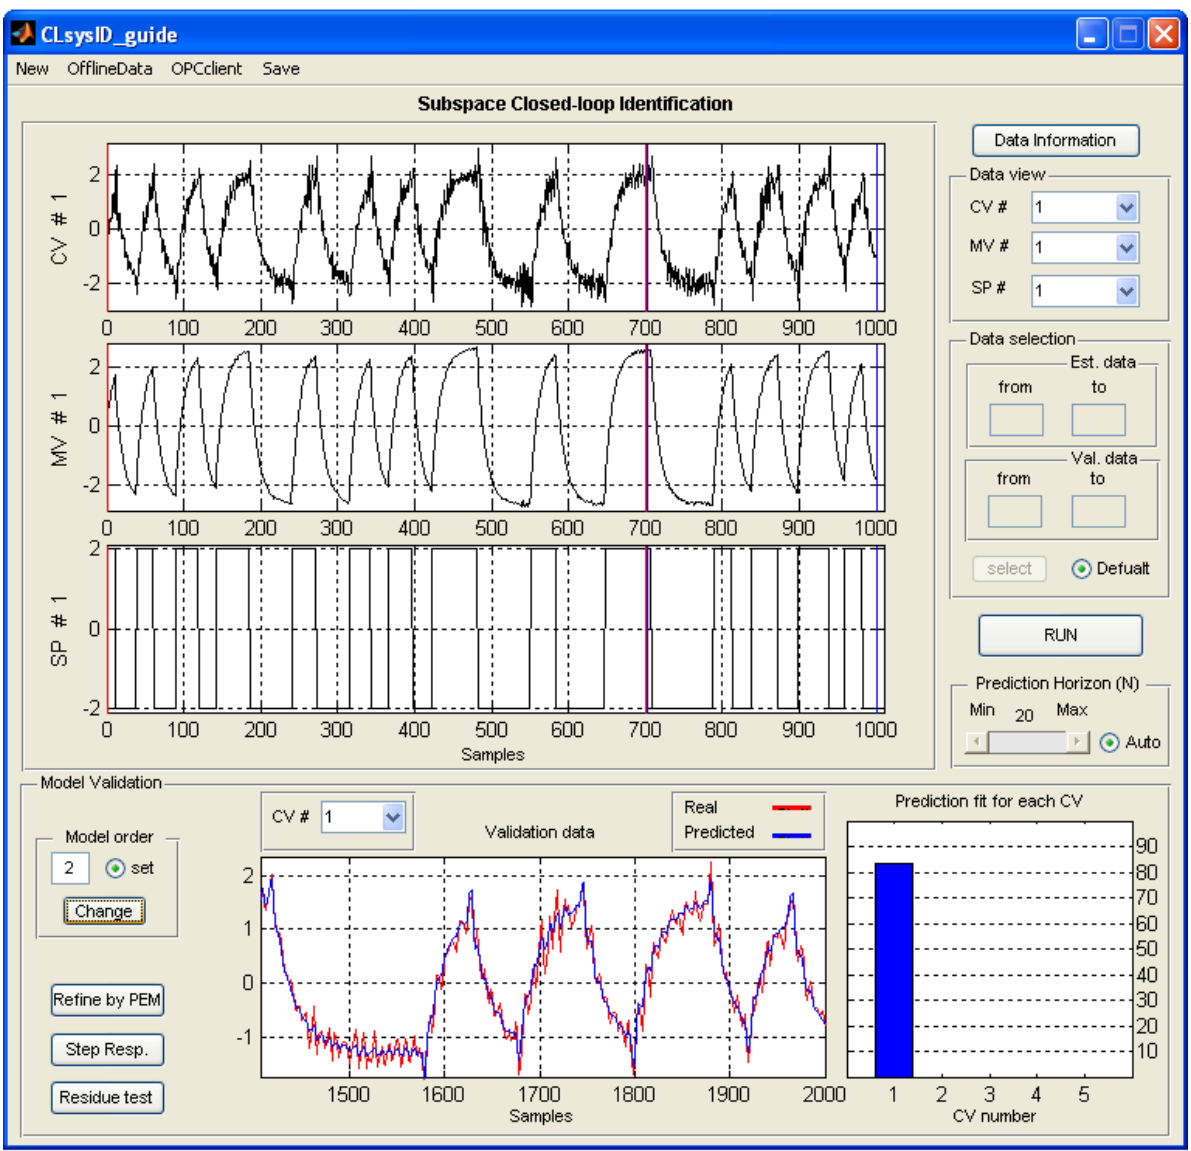 CLsysID_guide
New OfflineData OPCclient Save
Subspace Closed-loop Identification
CV # 1
2
0
-2
0 100 200 300 400 500 600 700 800 900 1000
MV # 1
2
0
-2
0 100 200 300 400 500 600 700 800 900 1000
SP # 1
2
0
-2
0 100 200 300 400 500 600 700 800 900 1000
Samples
Data Information
Data view
CV # 1
MV # 1
SP # 1
Data selection
Est. data
from to
Val. data
from to
select Defualt
RUN
Prediction Horizon (N)
Min 20 Max
Auto
Model Validation
Model order
2 set
Change
Refine by PEM
Step Resp.
Residue test
CV # 1
Validation data
Real
Predicted
2
1
0
-1
1500 1600 1700 1800 1900 2000
Samples
Prediction fit for each CV
90
80
70
60
50
40
30
20
10
1 2 3 4 5
CV number